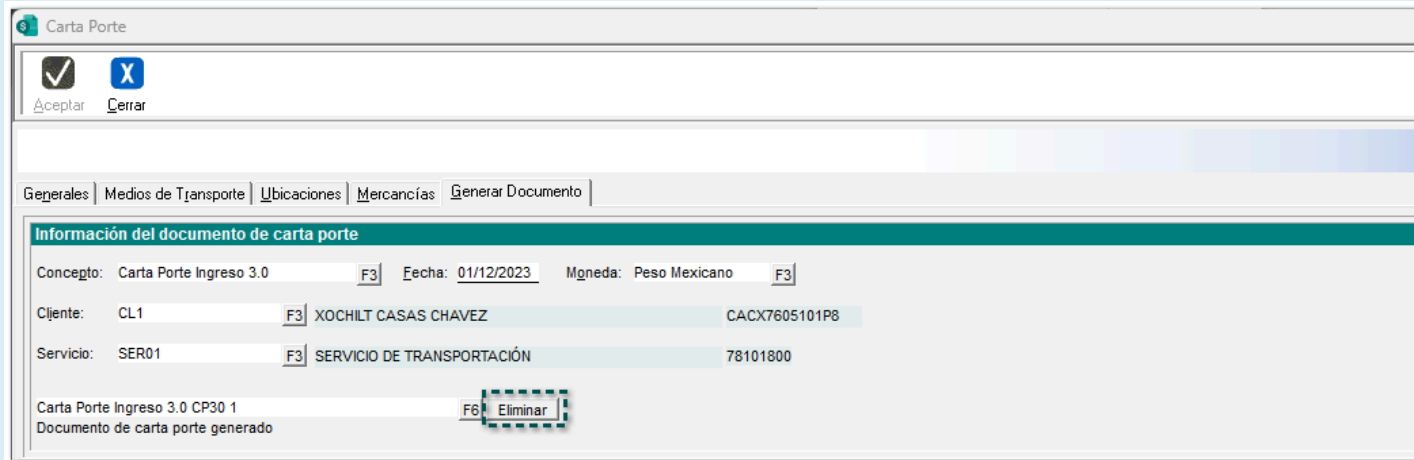 Carta Porte
Aceptar Cerrar
Generales Medios de Transporte Ubicaciones Mercancías Generar Documento
Información del documento de carta porte
Concepto: Carta Porte Ingreso 3.0 F3 Fecha: 01/12/2023 Moneda: Peso Mexicano F3
Cliente: CL1 F3 XOCHILT CASAS CHAVEZ CACX7605101P8
Servicio: SER01 F3 SERVICIO DE TRANSPORTACIÓN 78101800
Carta Porte Ingreso 3.0 CP30 1 F6 Eliminar
Documento de carta porte generado